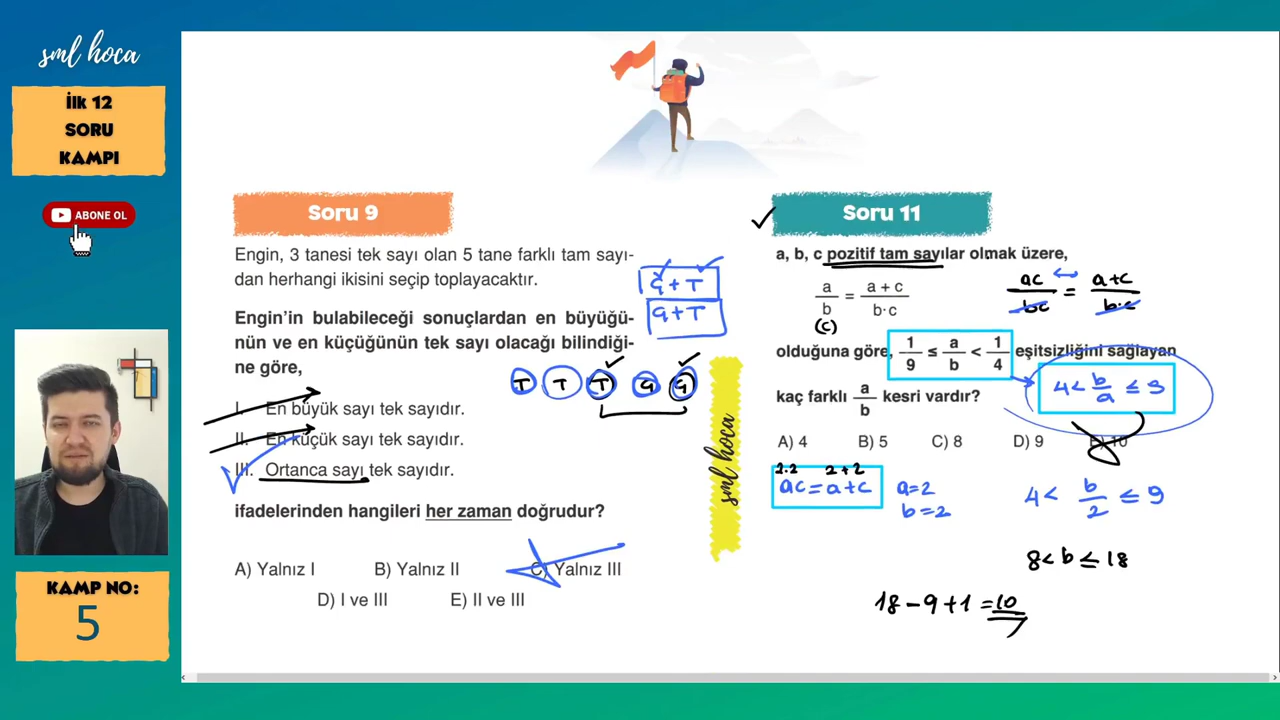 sml hoca
İlk 12
SORU
KAMPI
ABONE OL
KAMP NO:
5
Soru 9
Engin, 3 tanesi tek sayı olan 5 tane farklı tam sayı-
dan herhangi ikisini seçip toplayacaktır.
Engin'in bulabileceği sonuçlardan en büyüğü-
nün ve en küçüğünün tek sayı olacağı bilindiği-
ne göre,
I. En büyük sayı tek sayıdır.
II. En küçük sayı tek sayıdır.
III. Ortanca sayı tek sayıdır.
ifadelerinden hangileri her zaman doğrudur?
A) Yalnız I B) Yalnız II C) Yalnız III
D) I ve III E) II ve III
Ç + T
Ç + T
T T T Ç Ç
sml hoca
Soru 11
a, b, c pozitif tam sayılar olmak üzere,
a/b = a + c/b·c
(c)
ac/bc = a+c/b·c
olduğuna göre, 1/9 ≤ a/b < 1/4 eşitsizliğini sağlayan
4 < b/a ≤ 9
kaç farklı a/b kesri vardır?
A) 4 B) 5 C) 8 D) 9 E) 10
2.2 2+2
ac = a+c
a=2
b=2
4 < b/2 ≤ 9
8 < b ≤ 18
18 - 9 + 1 = 10